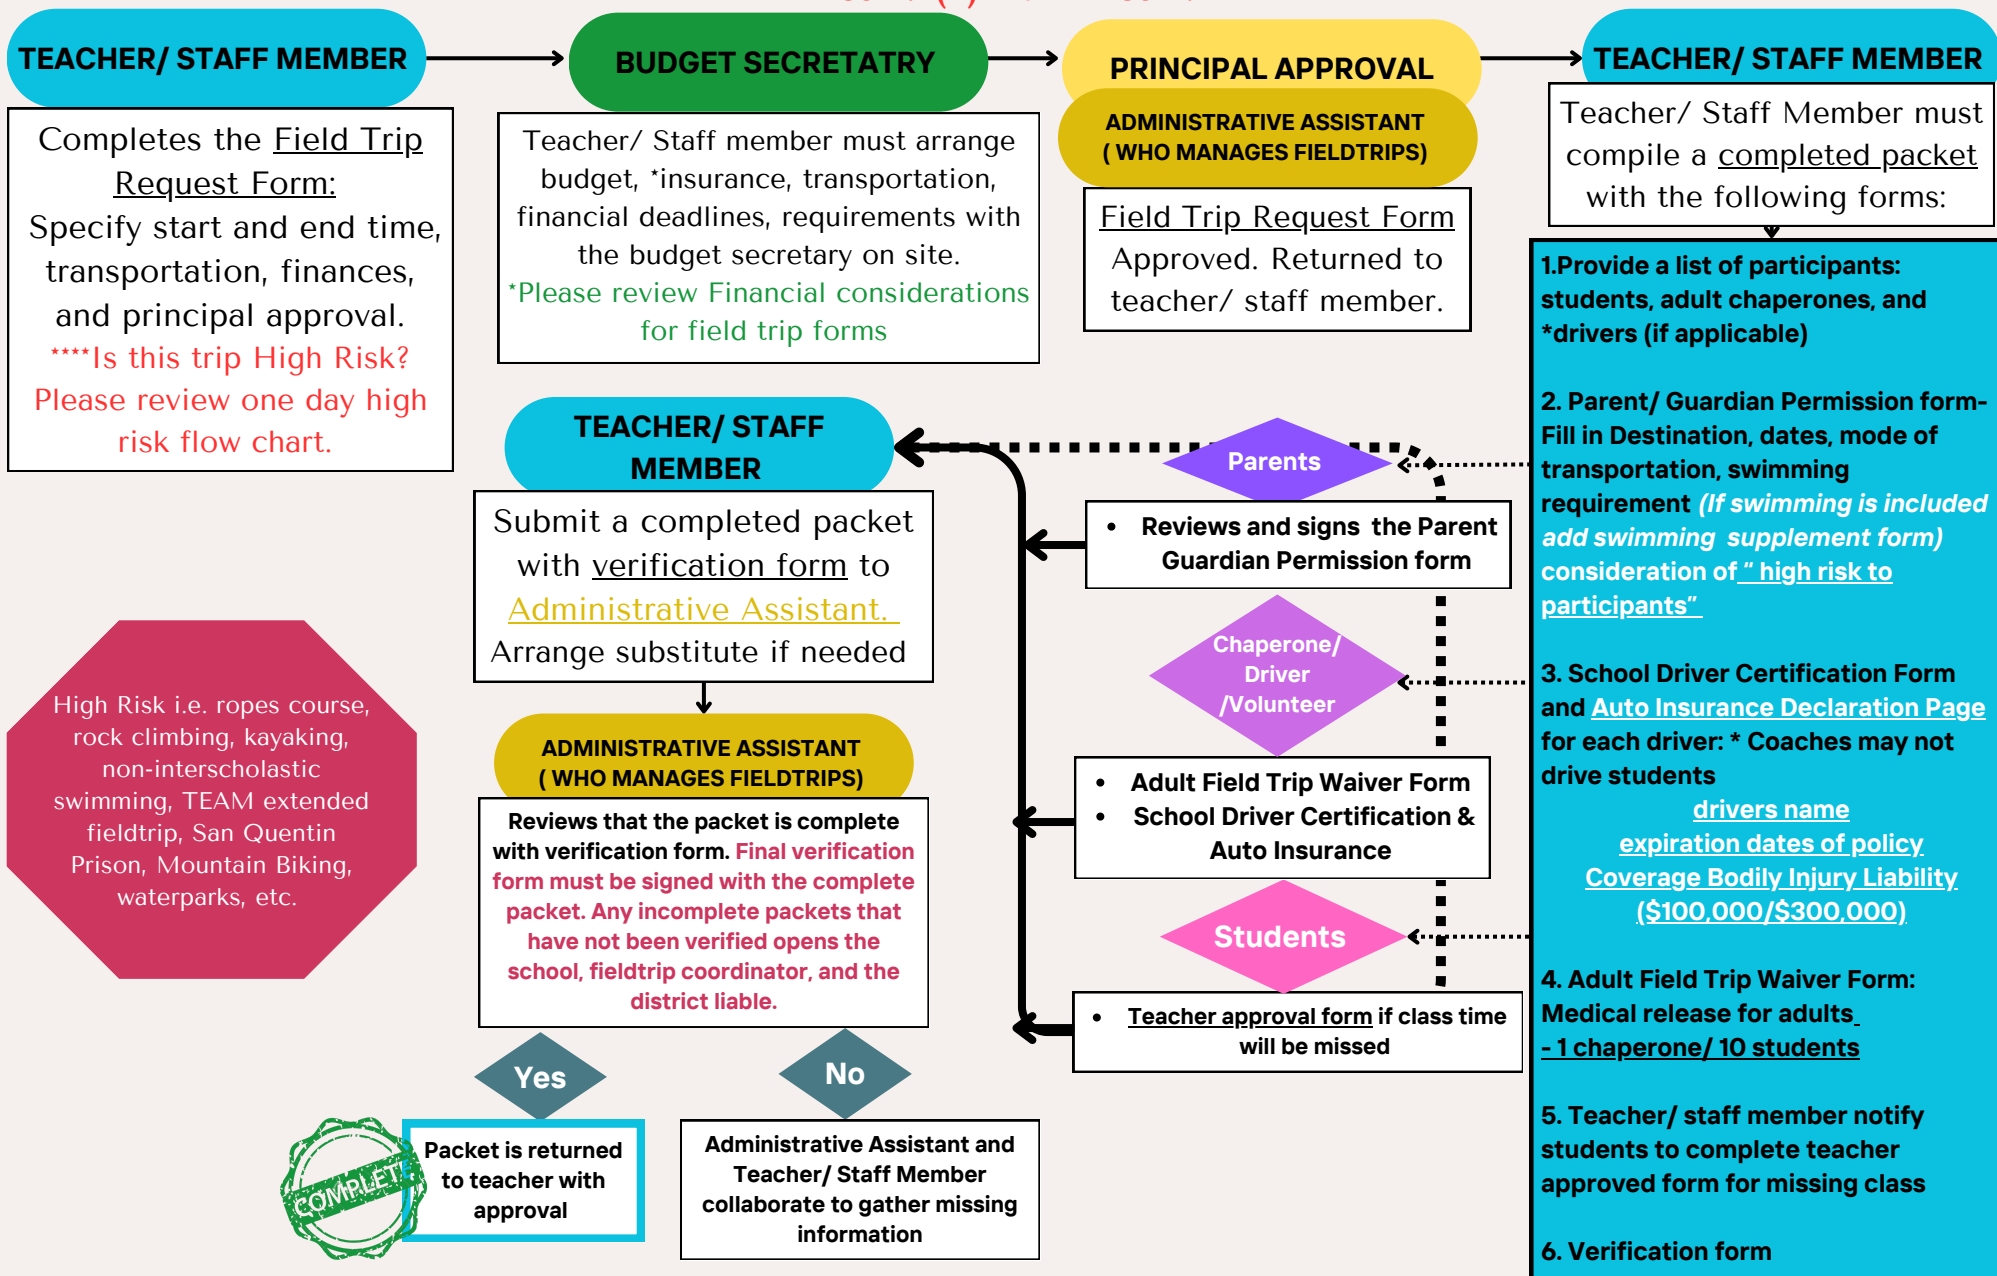 TEACHER/ STAFF MEMBER
Completes the Field Trip
Request Form:
Specify start and end time,
transportation, finances,
and principal approval.
****Is this trip High Risk?
Please review one day high
risk flow chart.
BUDGET SECRETATRY
Teacher/ Staff member must arrange
budget, *insurance, transportation,
financial deadlines, requirements with
the budget secretary on site.
*Please review Financial considerations
for field trip forms
PRINCIPAL APPROVAL
ADMINISTRATIVE ASSISTANT
( WHO MANAGES FIELDTRIPS)
Field Trip Request Form
Approved. Returned to
teacher/ staff member.
TEACHER/ STAFF MEMBER
Teacher/ Staff Member must
compile a completed packet
with the following forms:
1.Provide a list of participants:
students, adult chaperones, and
*drivers (if applicable)
2. Parent/ Guardian Permission form-
Fill in Destination, dates, mode of
transportation, swimming
requirement (If swimming is included
add swimming supplement form)
consideration of " high risk to
participants"
3. School Driver Certification Form
and Auto Insurance Declaration Page
for each driver: * Coaches may not
drive students
drivers name
expiration dates of policy
Coverage Bodily Injury Liability
($100,000/$300,000)
4. Adult Field Trip Waiver Form:
Medical release for adults
- 1 chaperone/ 10 students
5. Teacher/ staff member notify
students to complete teacher
approved form for missing class
6. Verification form
Parents
• Reviews and signs the Parent
Guardian Permission form
Chaperone/
Driver
/Volunteer
• Adult Field Trip Waiver Form
• School Driver Certification &
Auto Insurance
Students
• Teacher approval form if class time
will be missed
TEACHER/ STAFF
MEMBER
Submit a completed packet
with verification form to
Administrative Assistant.
Arrange substitute if needed
ADMINISTRATIVE ASSISTANT
( WHO MANAGES FIELDTRIPS)
Reviews that the packet is complete
with verification form. Final verification
form must be signed with the complete
packet. Any incomplete packets that
have not been verified opens the
school, fieldtrip coordinator, and the
district liable.
Yes
Packet is returned
to teacher with
approval
COMPLET
No
Administrative Assistant and
Teacher/ Staff Member
collaborate to gather missing
information
High Risk i.e. ropes course,
rock climbing, kayaking,
non-interscholastic
swimming, TEAM extended
fieldtrip, San Quentin
Prison, Mountain Biking,
waterparks, etc.